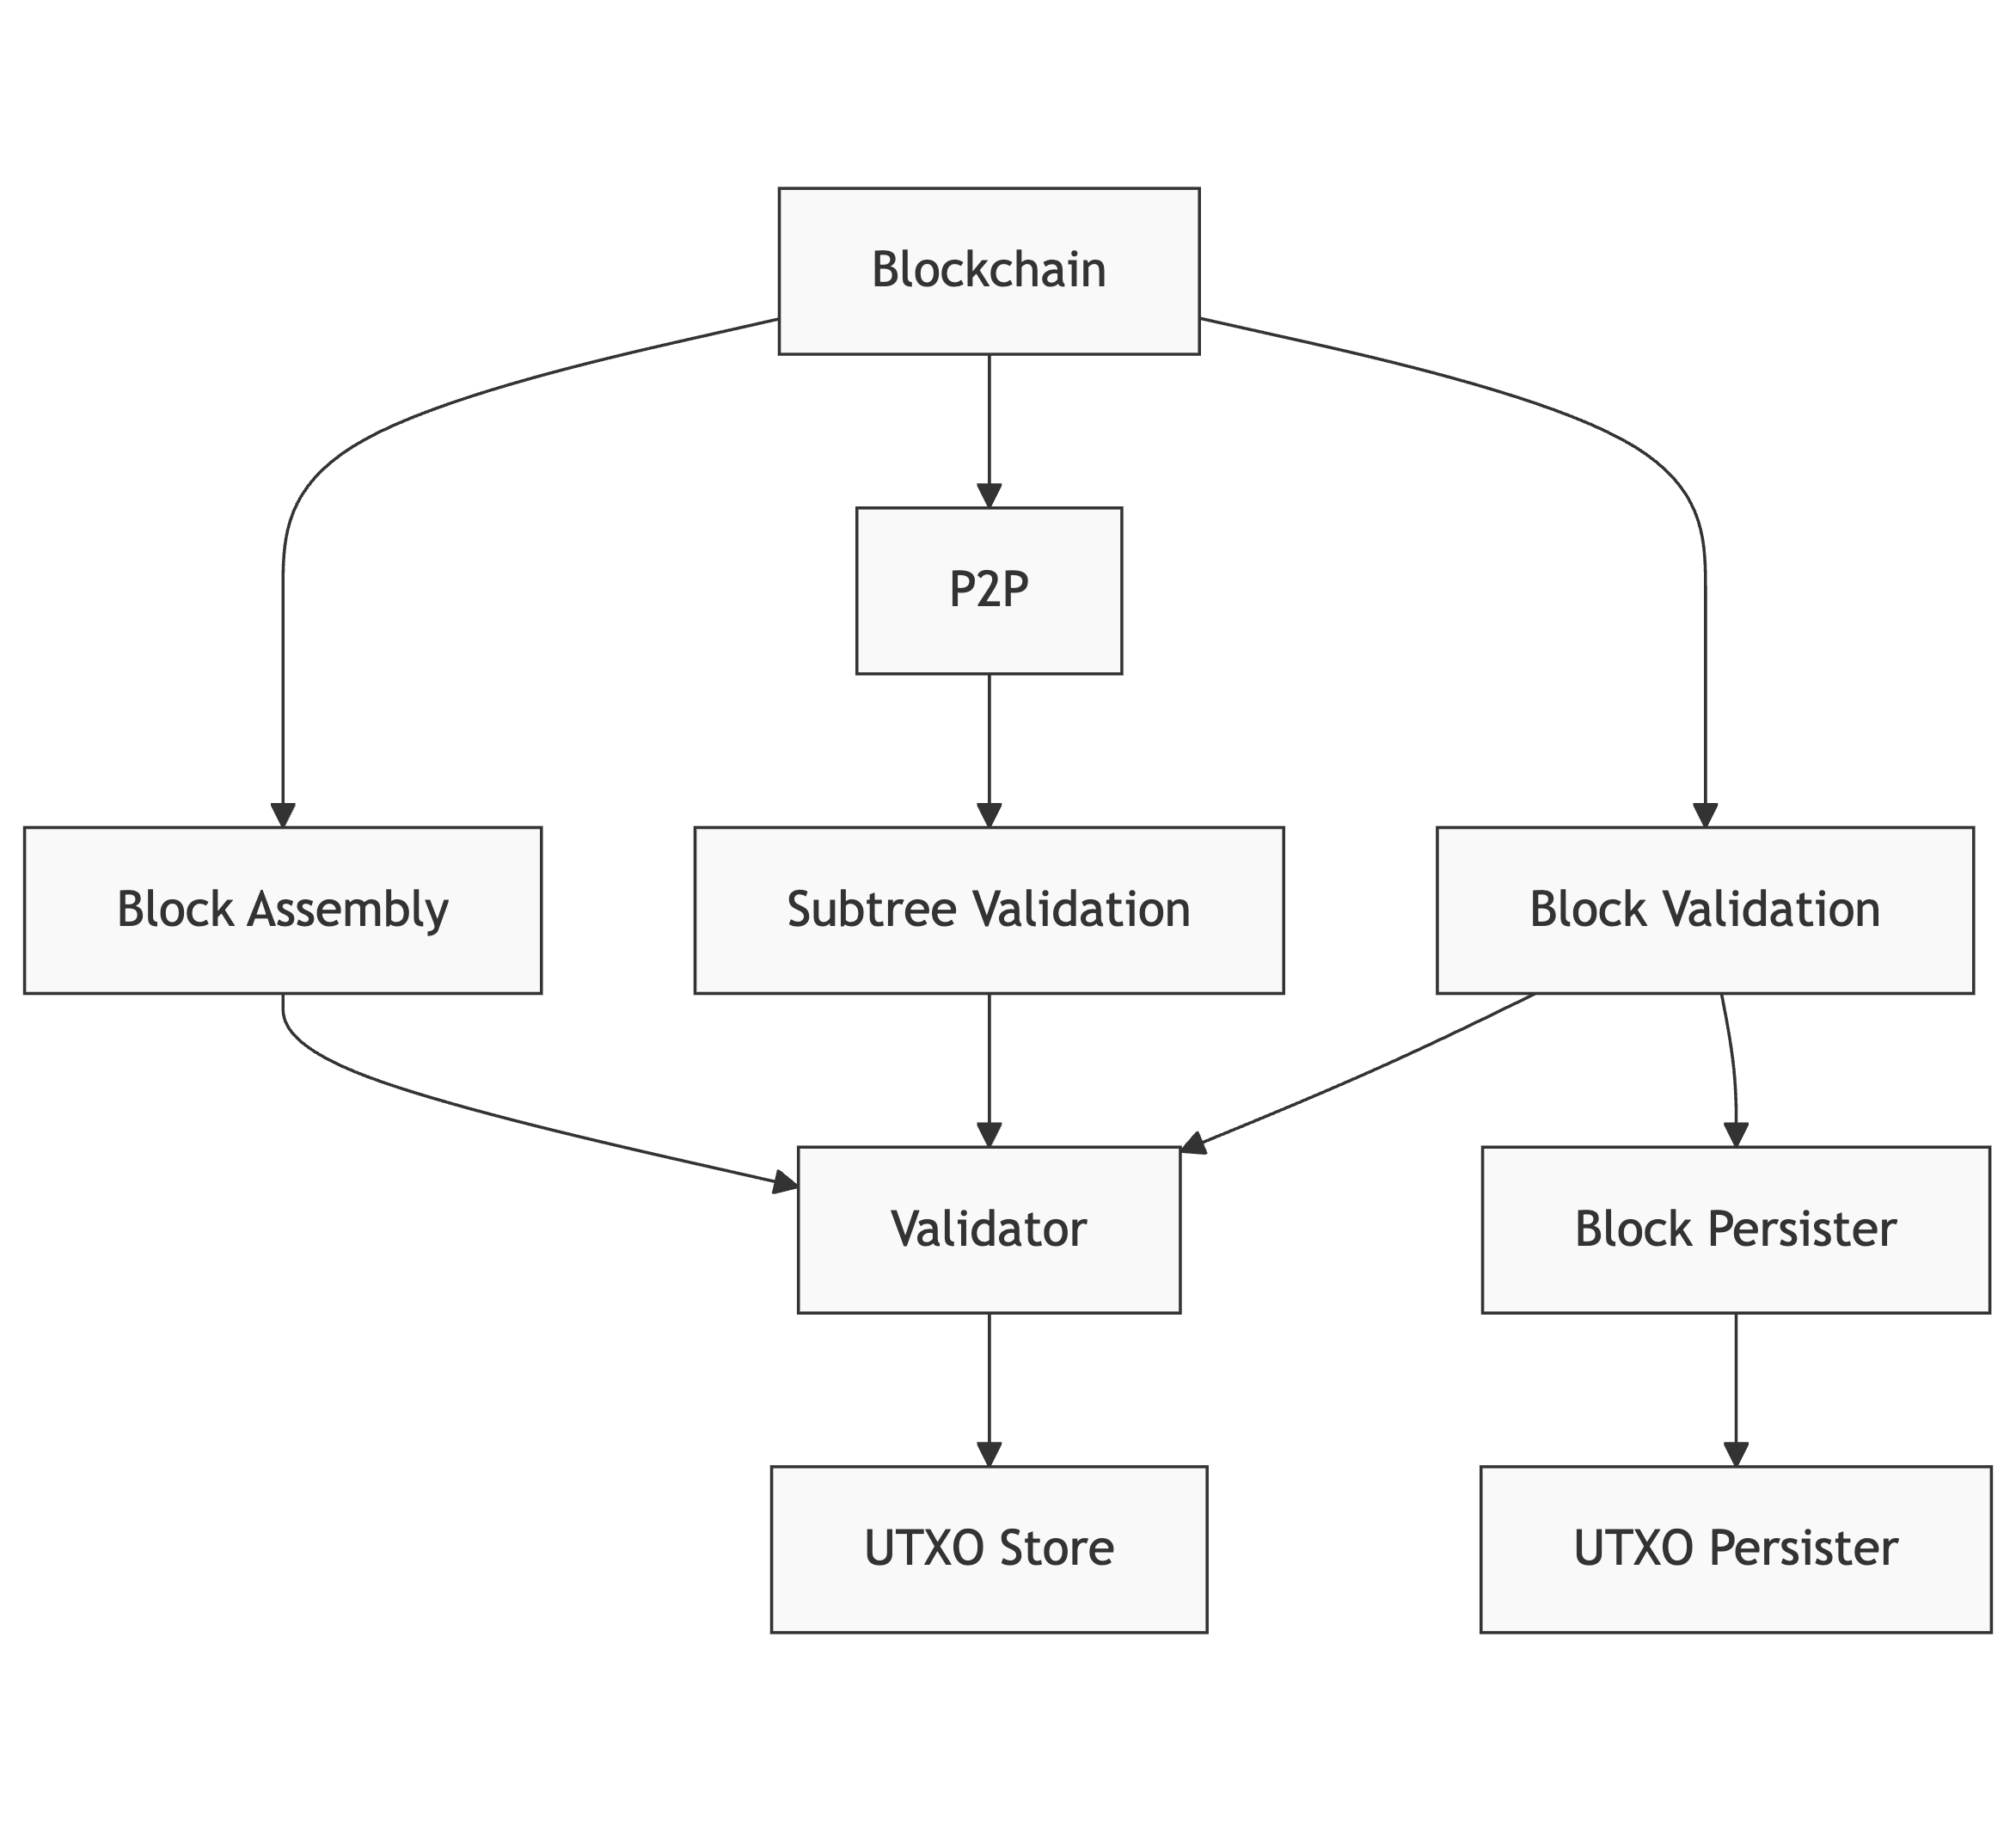 Blockchain
P2P
Block Assembly
Subtree Validation
Block Validation
Validator
Block Persister
UTXO Store
UTXO Persister